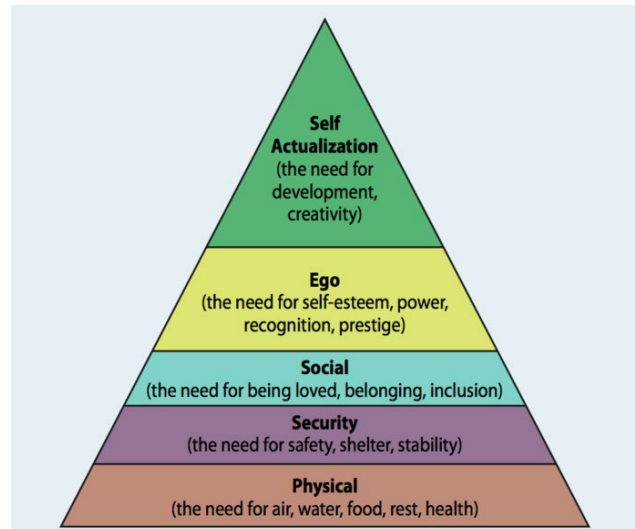 Self
Actualization
(the need for
development,
creativity)
Ego
(the need for self-esteem, power,
recognition, prestige)
Social
(the need for being loved, belonging, inclusion)
Security
(the need for safety, shelter, stability)
Physical
(the need for air, water, food, rest, health)